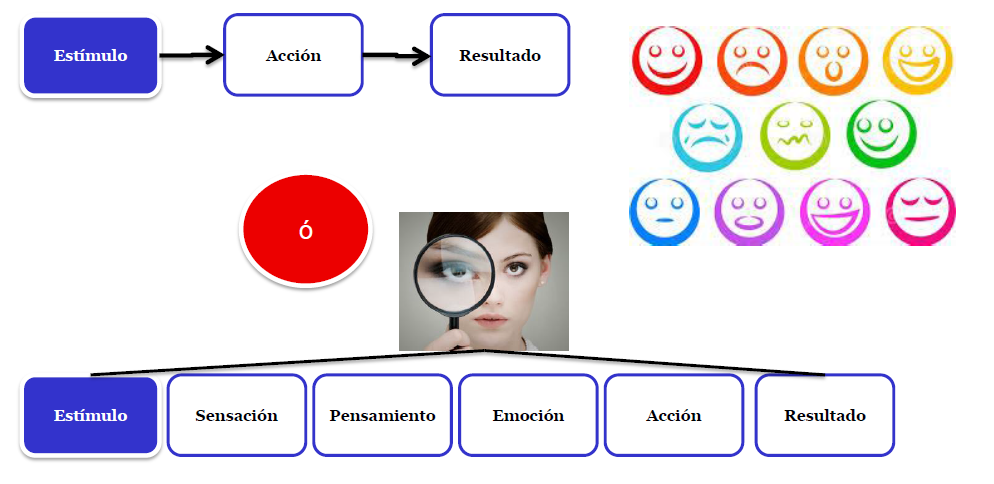 Estímulo
Acción
Resultado
ó
Estímulo
Sensación
Pensamiento
Emoción
Acción
Resultado